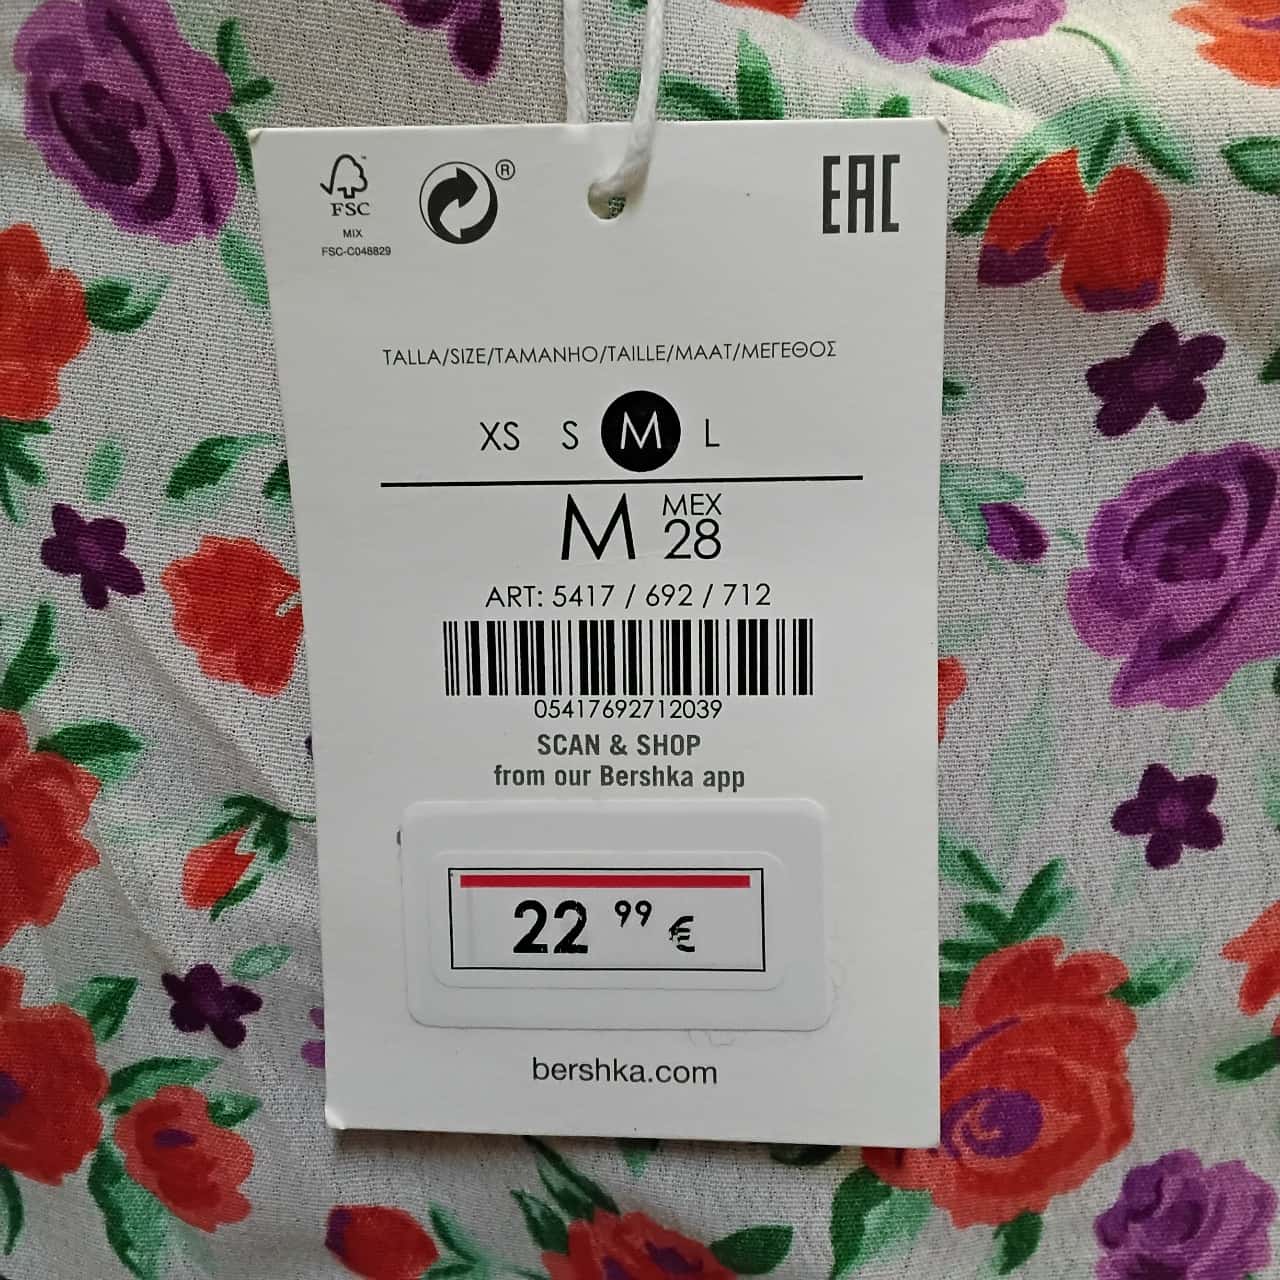 FSC
MIX
FSC-C048829
®
EAC
TALLA/SIZE/TAMANHO/TAILLE/MAAT/ΜΕΓΕΘΟΣ
XS S M L
M MEX 28
ART: 5417 / 692 / 712
05417692712039
SCAN & SHOP
from our Bershka app
22 99 €
bershka.com